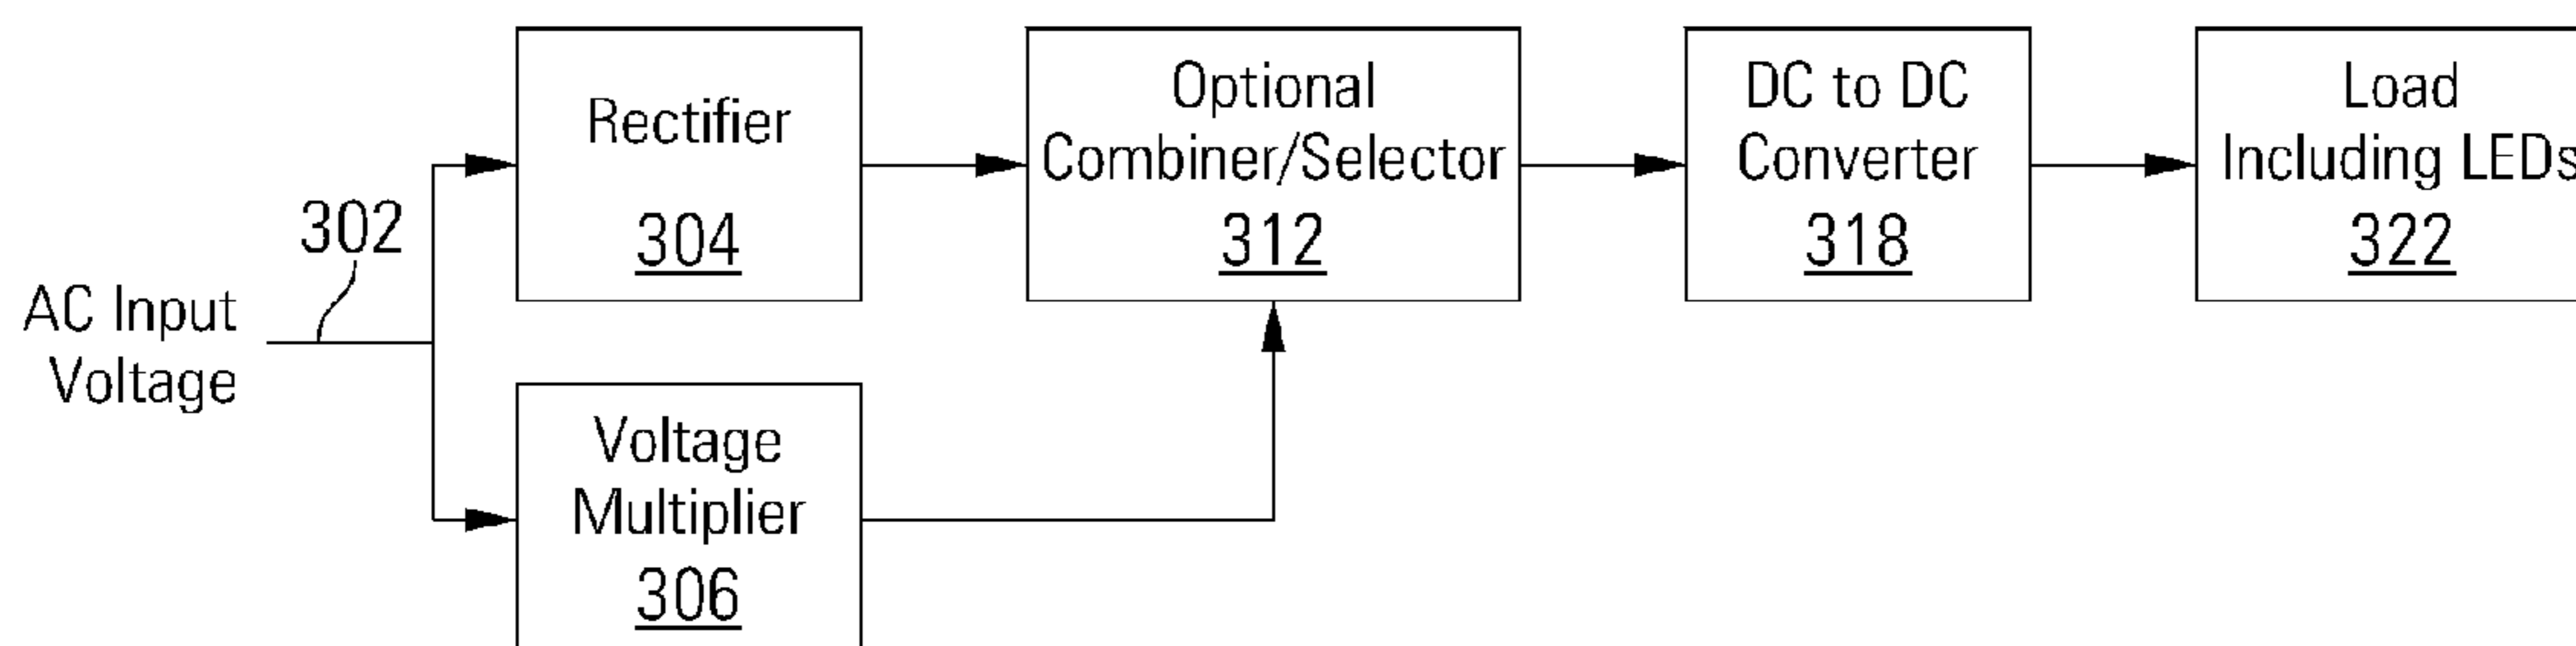 302
AC Input
Voltage
Rectifier
304
Voltage
Multiplier
306
Optional
Combiner/Selector
312
DC to DC
Converter
318
Load
Including LEDs
322